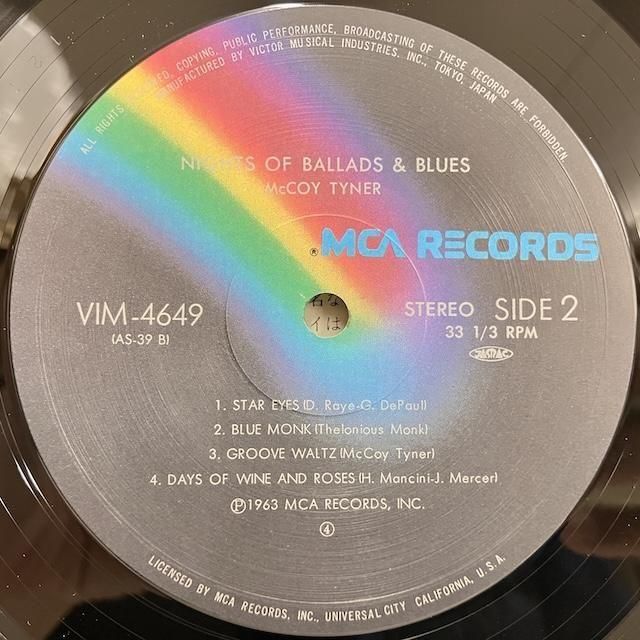 ALL RIGHTS RESERVED, COPYING, PUBLIC PERFORMANCE, BROADCASTING OF THESE RECORDS ARE FORBIDDEN
MANUFACTURED BY VICTOR MUSICAL INDUSTRIES, INC., TOKYO, JAPAN
NIGHTS OF BALLADS & BLUES
McCOY TYNER
® MCA RECORDS
VIM-4649
(AS-39 B)
STEREO SIDE 2
33 1/3 RPM
JASRAC
1. STAR EYES (D. Raye-G. DePaul)
2. BLUE MONK (Thelonious Monk)
3. GROOVE WALTZ (McCoy Tyner)
4. DAYS OF WINE AND ROSES (H. Mancini-J. Mercer)
Ⓟ1963 MCA RECORDS, INC.
④
LICENSED BY MCA RECORDS, INC., UNIVERSAL CITY CALIFORNIA, U.S.A.